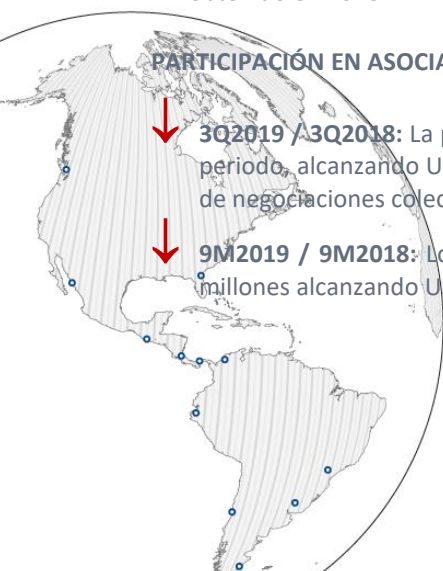 PARTICIPACIÓN EN ASOCIA
3Q2019 / 3Q2018: La p
periodo, alcanzando U
de negociaciones colec
9M2019 / 9M2018: Lo
millones alcanzando U